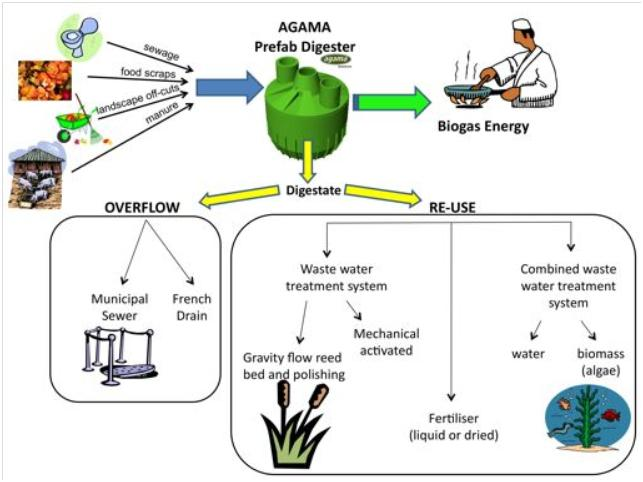 AGAMA
Prefab Digester
agama
sewage
food scraps
landscape off-cuts
manure
Biogas Energy
Digestate
OVERFLOW
RE-USE
Municipal
Sewer
French
Drain
Waste water
treatment system
Gravity flow reed
bed and polishing
Mechanical
activated
Fertiliser
(liquid or dried)
Combined waste
water treatment
system
water
biomass
(algae)